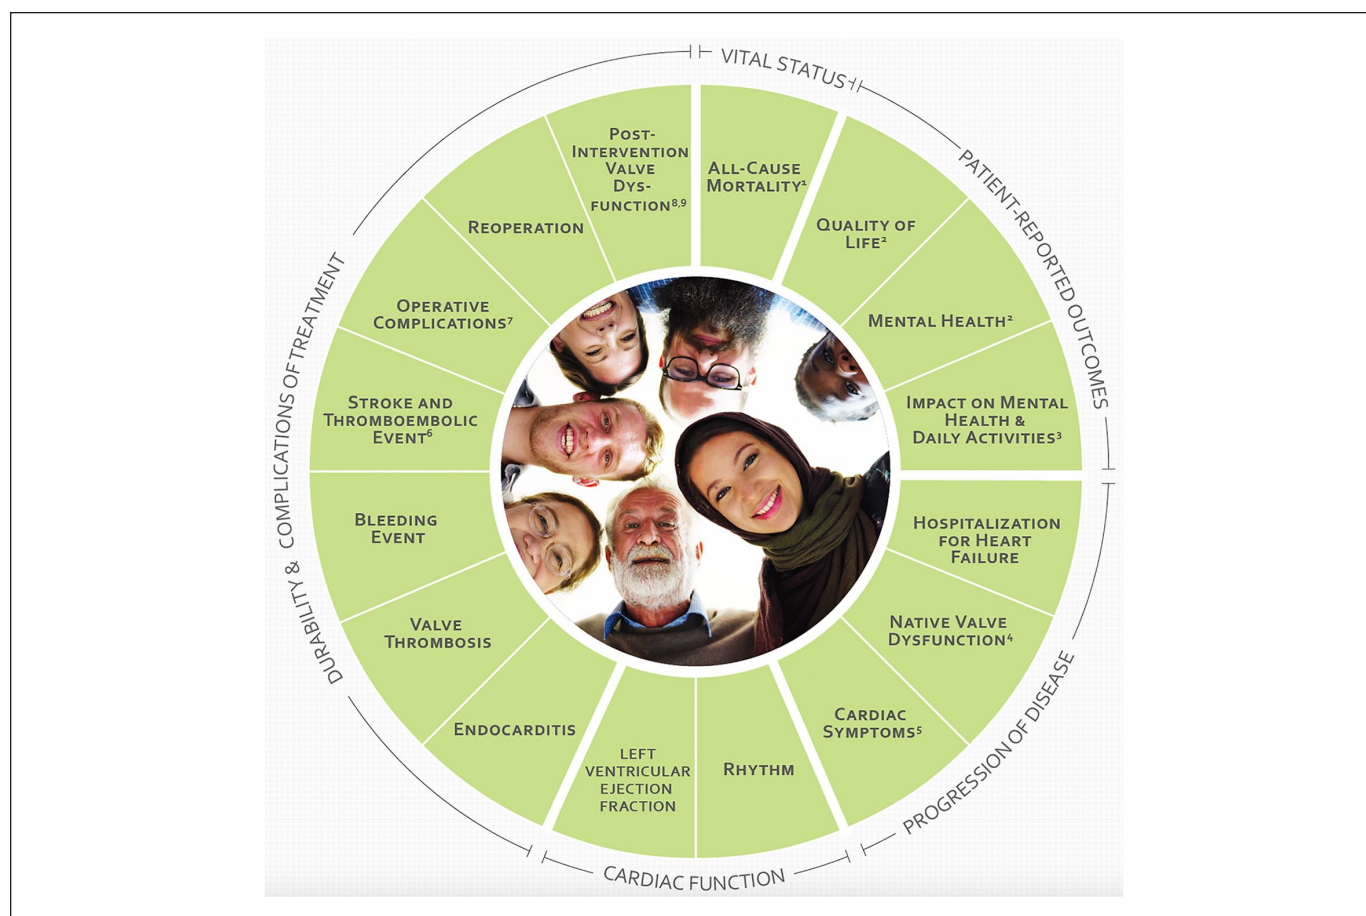 VITAL STATUS
ALL-CAUSE
MORTALITY¹
PATIENT-REPORTED OUTCOMES
QUALITY OF
LIFE²
MENTAL HEALTH²
IMPACT ON MENTAL
HEALTH &
DAILY ACTIVITIES³
PROGRESSION OF DISEASE
HOSPITALIZATION
FOR HEART
FAILURE
NATIVE VALVE
DYSFUNCTION⁴
CARDIAC
SYMPTOMS⁵
CARDIAC FUNCTION
RHYTHM
LEFT
VENTRICULAR
EJECTION
FRACTION
DURABILITY & COMPLICATIONS OF TREATMENT
ENDOCARDITIS
VALVE
THROMBOSIS
BLEEDING
EVENT
STROKE AND
THROMBOEMBOLIC
EVENT⁶
OPERATIVE
COMPLICATIONS⁷
REOPERATION
POST-
INTERVENTION
VALVE
DYS-
FUNCTION⁸,⁹